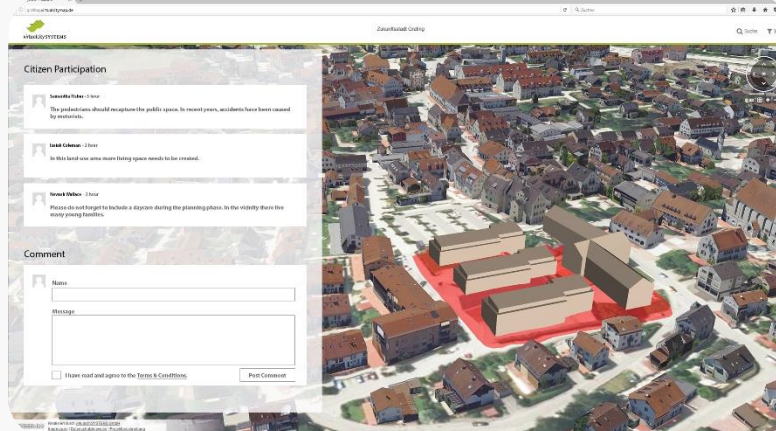 Zukunftsstadt Grafing
Suche
virtualcitySYSTEMS
Citizen Participation
Samantha Fisher - 1 hour
The pedestrians should recapture the public space. In recent years, accidents have been caused
by motorists.
Isaiah Coleman - 2 hour
In this land-use area more living space needs to be created.
Nevaeh Wallace - 3 hour
Please do not forget to include a daycare during the planning phase. In the vicinity there live
many young families.
Comment
Name
Message
I have read and agree to the Terms & Conditions.
Post Comment